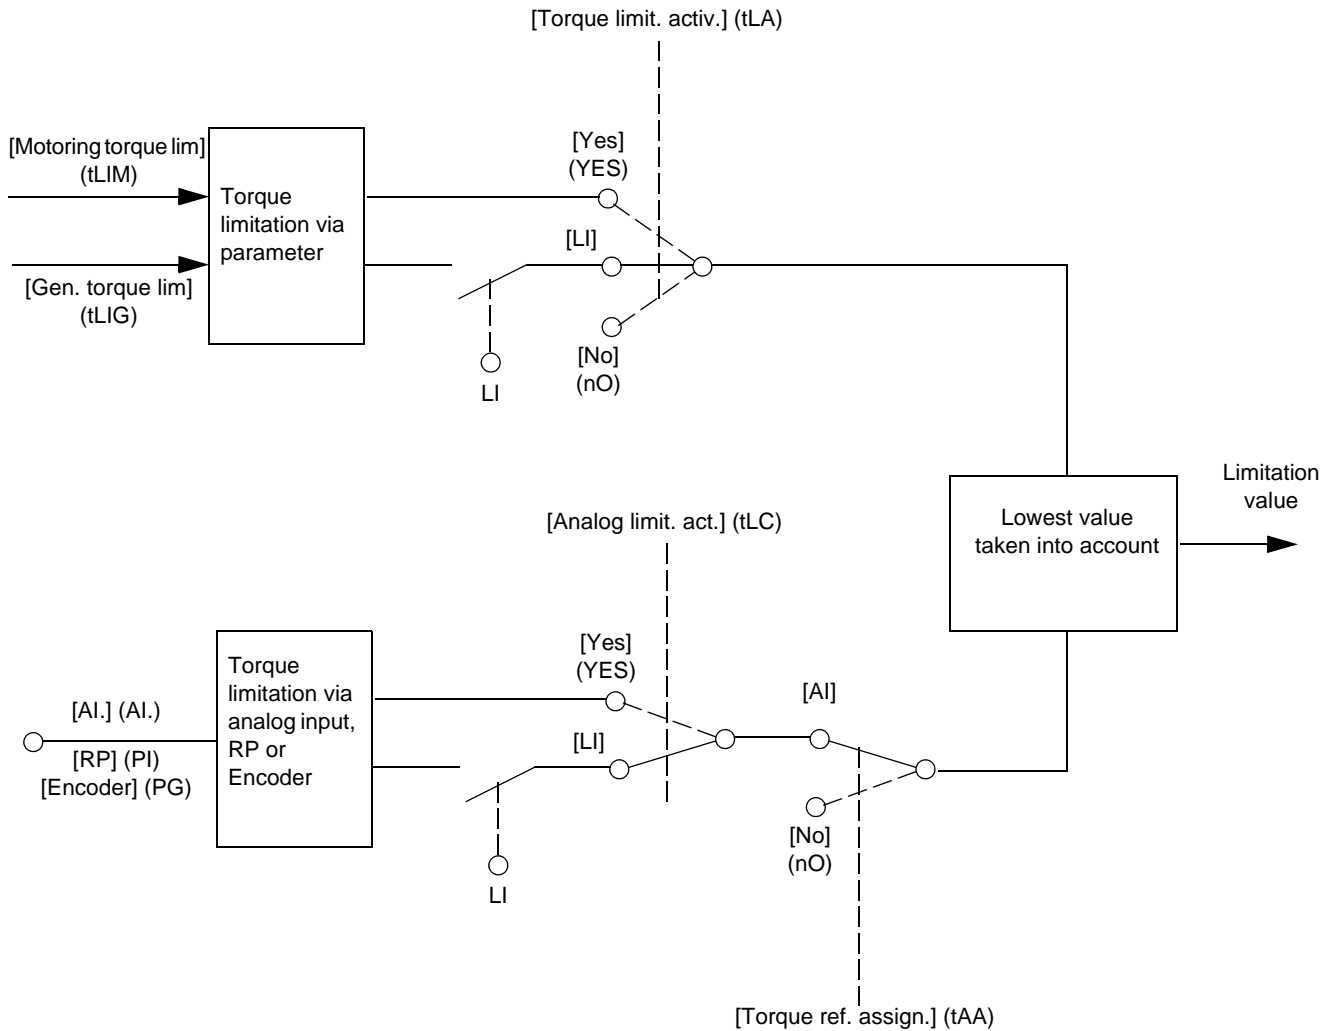 [Torque limit. activ.] (tLA)
[Motoring torque lim]
(tLIM)
[Gen. torque lim]
(tLIG)
Torque
limitation via
parameter
[Yes]
(YES)
[LI]
[No]
(nO)
LI
Lowest value
taken into account
Limitation
value
[Analog limit. act.] (tLC)
[AI.] (AI.)
[RP] (PI)
[Encoder] (PG)
Torque
limitation via
analog input,
RP or
Encoder
[Yes]
(YES)
[LI]
LI
[AI]
[No]
(nO)
[Torque ref. assign.] (tAA)